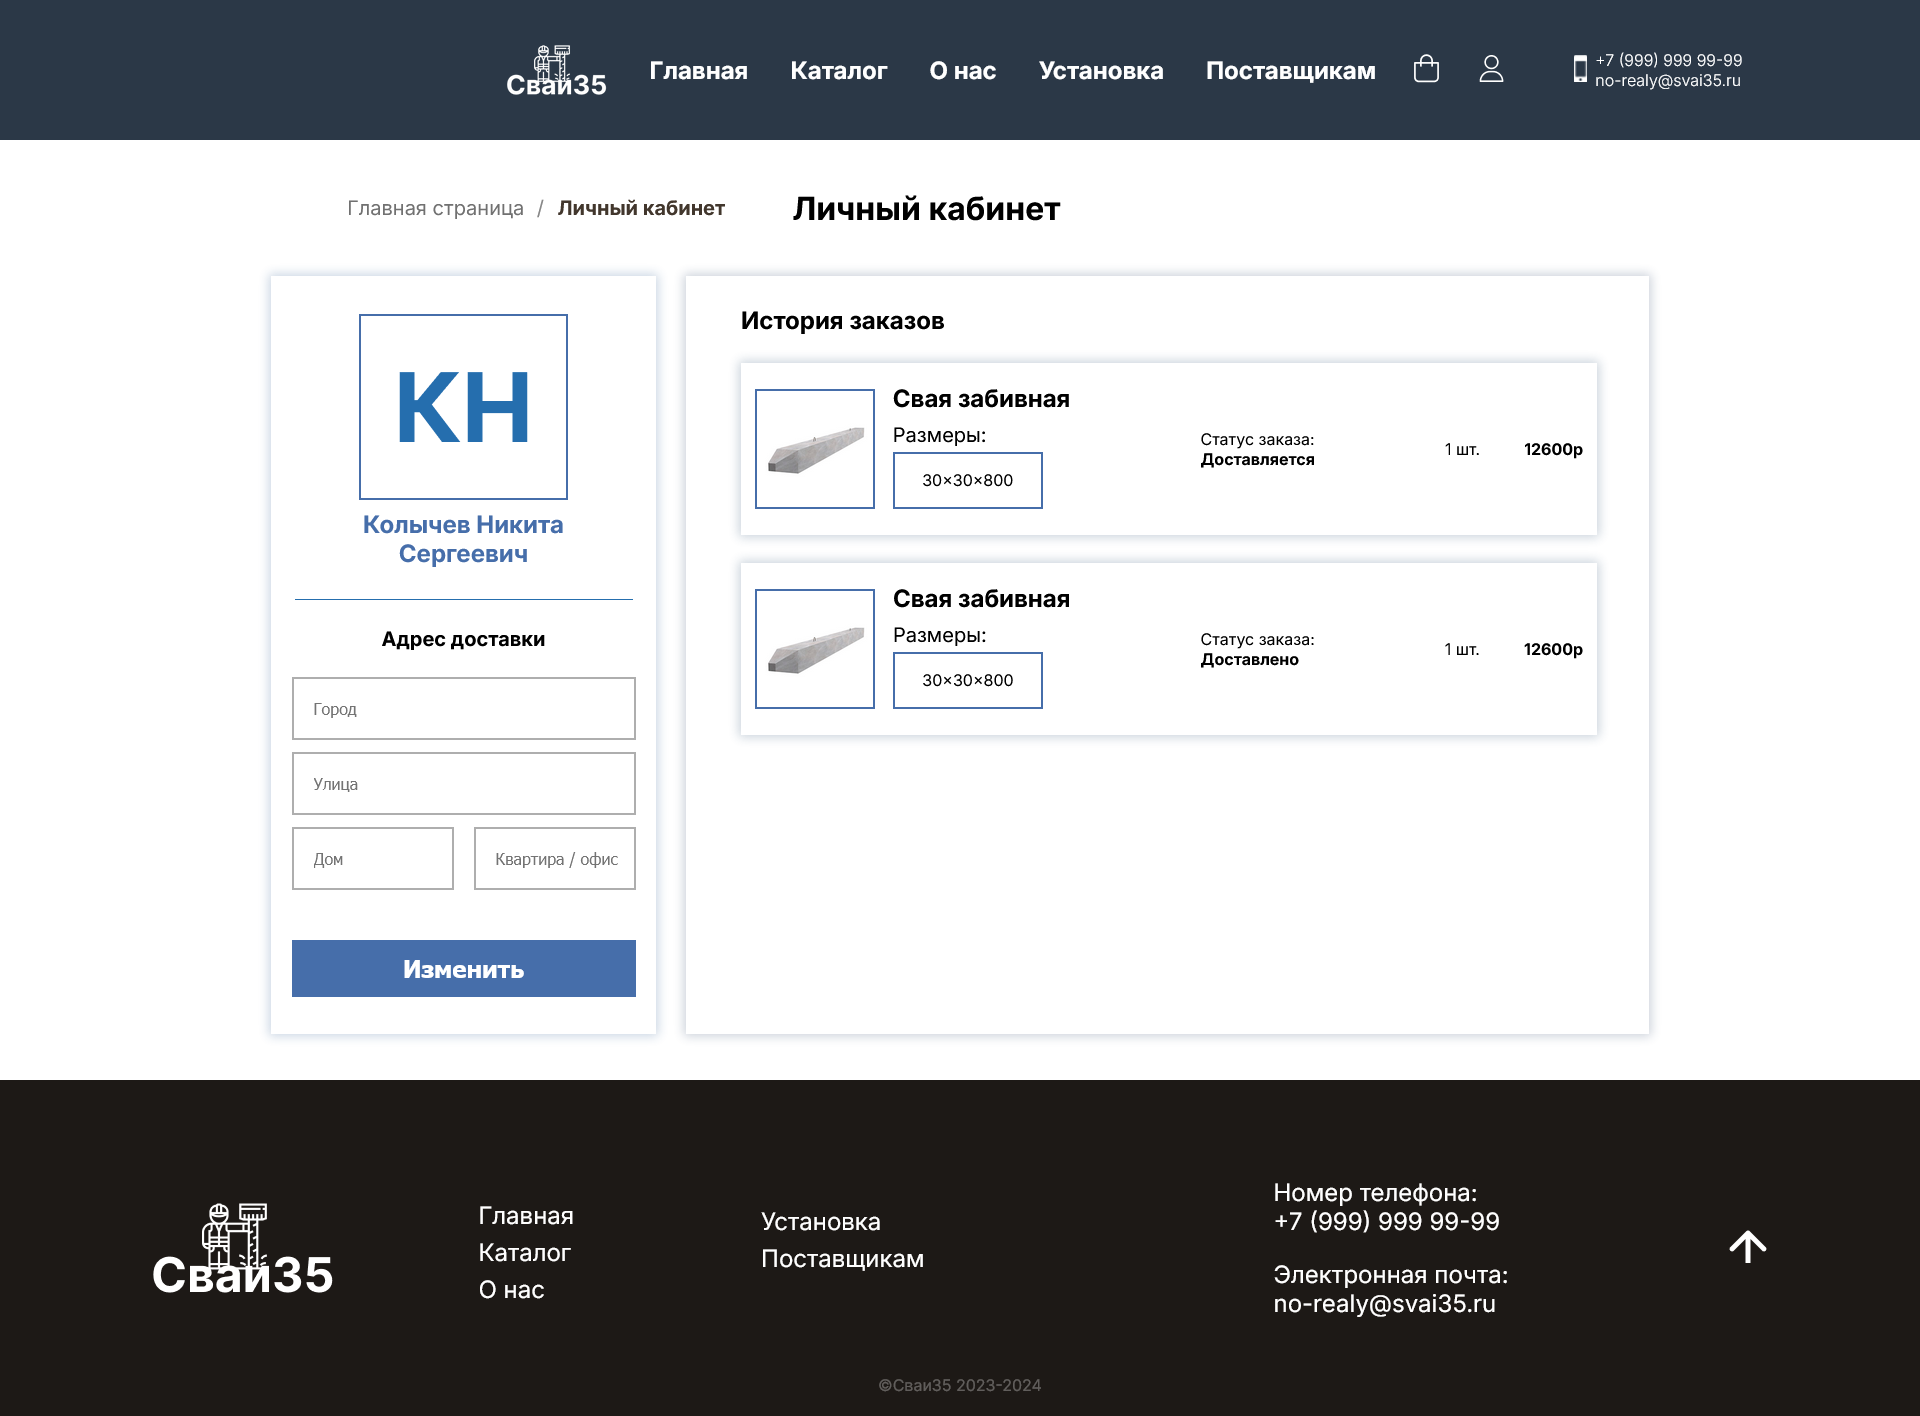 Сваи35
Главная
Каталог
О нас
Установка
Поставщикам
+7 (999) 999 99-99
no-realy@svai35.ru
Главная страница / Личный кабинет
Личный кабинет
КН
Колычев Никита
Сергеевич
Адрес доставки
Город
Улица
Дом
Квартира / офис
Изменить
История заказов
Свая забивная
Размеры:
30×30×800
Статус заказа:
Доставляется
1 шт.
12600р
Свая забивная
Размеры:
30×30×800
Статус заказа:
Доставлено
1 шт.
12600р
Сваи35
Главная
Каталог
О нас
Установка
Поставщикам
Номер телефона:
+7 (999) 999 99-99
Электронная почта:
no-realy@svai35.ru
©Сваи35 2023-2024